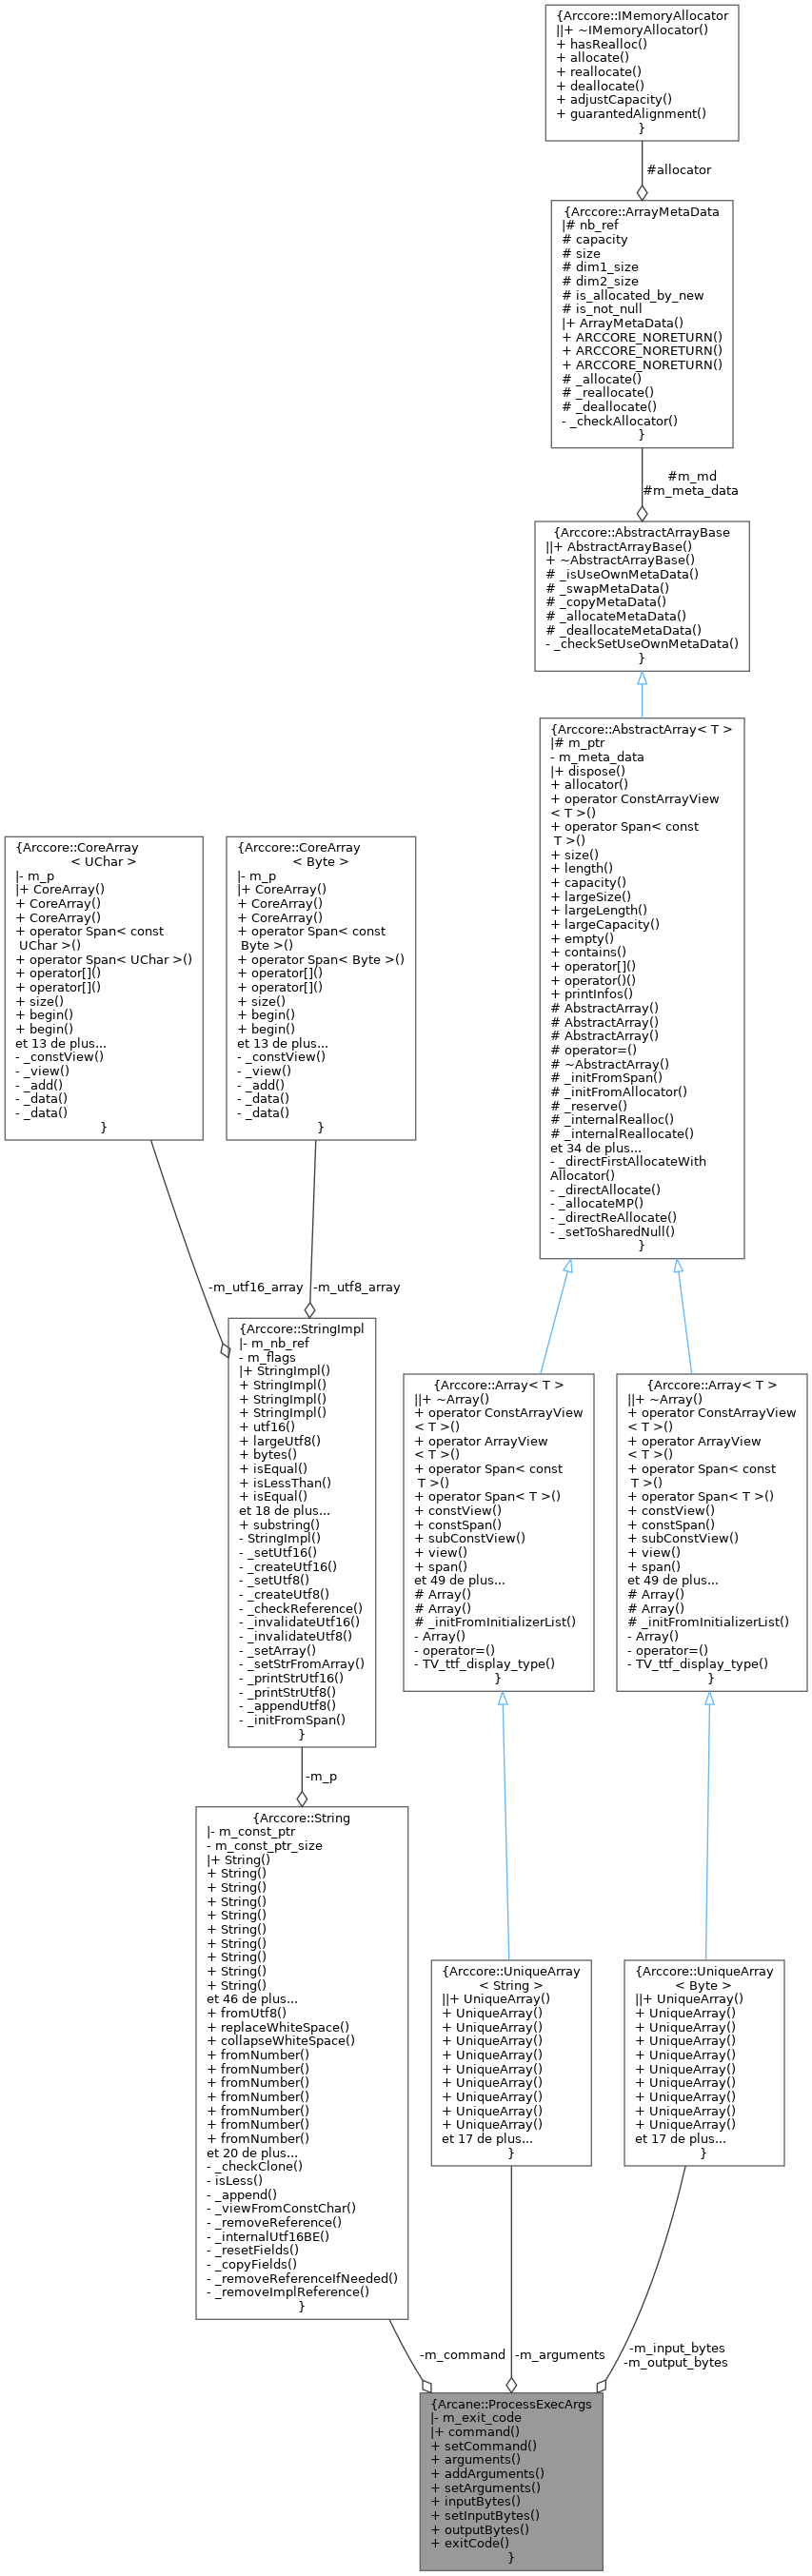 {Arccore::IMemoryAllocator
||+ ~IMemoryAllocator()
+ hasRealloc()
+ allocate()
+ reallocate()
+ deallocate()
+ adjustCapacity()
+ guarantedAlignment()
}
#allocator
{Arccore::ArrayMetaData
|# nb_ref
# capacity
# size
# dim1_size
# dim2_size
# is_allocated_by_new
# is_not_null
|+ ArrayMetaData()
+ ARCCORE_NORETURN()
+ ARCCORE_NORETURN()
+ ARCCORE_NORETURN()
# _allocate()
# _reallocate()
# _deallocate()
- _checkAllocator()
}
#m_md
#m_meta_data
{Arccore::AbstractArrayBase
||+ AbstractArrayBase()
+ ~AbstractArrayBase()
# _isUseOwnMetaData()
# _swapMetaData()
# _copyMetaData()
# _allocateMetaData()
# _deallocateMetaData()
- _checkSetUseOwnMetaData()
}
{Arccore::AbstractArray< T >
|# m_ptr
- m_meta_data
|+ dispose()
+ allocator()
+ operator ConstArrayView
< T >()
+ operator Span< const
T >()
+ size()
+ length()
+ capacity()
+ largeSize()
+ largeLength()
+ largeCapacity()
+ empty()
+ contains()
+ operator[]()
+ operator()()
+ printInfos()
# AbstractArray()
# AbstractArray()
# AbstractArray()
# operator=()
# ~AbstractArray()
# _initFromSpan()
# _initFromAllocator()
# _reserve()
# _internalRealloc()
# _internalReallocate()
et 34 de plus...
- _directFirstAllocateWith
Allocator()
- _directAllocate()
- _allocateMP()
- _directReAllocate()
- _setToSharedNull()
}
{Arccore::CoreArray
< UChar >
|- m_p
|+ CoreArray()
+ CoreArray()
+ CoreArray()
+ operator Span< const
UChar >()
+ operator Span< UChar >()
+ operator[]()
+ operator[]()
+ size()
+ begin()
+ begin()
et 13 de plus...
- _constView()
- _view()
- _add()
- _data()
- _data()
}
{Arccore::CoreArray
< Byte >
|- m_p
|+ CoreArray()
+ CoreArray()
+ CoreArray()
+ operator Span< const
Byte >()
+ operator Span< Byte >()
+ operator[]()
+ operator[]()
+ size()
+ begin()
+ begin()
et 13 de plus...
- _constView()
- _view()
- _add()
- _data()
- _data()
}
-m_utf16_array
-m_utf8_array
{Arccore::StringImpl
|- m_nb_ref
- m_flags
|+ StringImpl()
+ StringImpl()
+ StringImpl()
+ StringImpl()
+ utf16()
+ largeUtf8()
+ bytes()
+ isEqual()
+ isLessThan()
+ isEqual()
et 18 de plus...
+ substring()
- StringImpl()
- _setUtf16()
- _createUtf16()
- _setUtf8()
- _createUtf8()
- _checkReference()
- _invalidateUtf16()
- _invalidateUtf8()
- _setArray()
- _setStrFromArray()
- _printStrUtf16()
- _printStrUtf8()
- _appendUtf8()
- _initFromSpan()
}
{Arccore::Array< T >
||+ ~Array()
+ operator ConstArrayView
< T >()
+ operator ArrayView
< T >()
+ operator Span< const
T >()
+ operator Span< T >()
+ constView()
+ constSpan()
+ subConstView()
+ view()
+ span()
et 49 de plus...
# Array()
# Array()
# _initFromInitializerList()
- Array()
- operator=()
- TV_ttf_display_type()
}
{Arccore::Array< T >
||+ ~Array()
+ operator ConstArrayView
< T >()
+ operator ArrayView
< T >()
+ operator Span< const
T >()
+ operator Span< T >()
+ constView()
+ constSpan()
+ subConstView()
+ view()
+ span()
et 49 de plus...
# Array()
# Array()
# _initFromInitializerList()
- Array()
- operator=()
- TV_ttf_display_type()
}
-m_p
{Arccore::String
|- m_const_ptr
- m_const_ptr_size
|+ String()
+ String()
+ String()
+ String()
+ String()
+ String()
+ String()
+ String()
+ String()
+ String()
et 46 de plus...
+ fromUtf8()
+ replaceWhiteSpace()
+ collapseWhiteSpace()
+ fromNumber()
+ fromNumber()
+ fromNumber()
+ fromNumber()
+ fromNumber()
+ fromNumber()
+ fromNumber()
et 20 de plus...
- _checkClone()
- isLess()
- _append()
- _viewFromConstChar()
- _removeReference()
- _internalUtf16BE()
- _resetFields()
- _copyFields()
- _removeReferenceIfNeeded()
- _removeImplReference()
}
{Arccore::UniqueArray
< String >
||+ UniqueArray()
+ UniqueArray()
+ UniqueArray()
+ UniqueArray()
+ UniqueArray()
+ UniqueArray()
+ UniqueArray()
+ UniqueArray()
+ UniqueArray()
+ UniqueArray()
et 17 de plus...
}
{Arccore::UniqueArray
< Byte >
||+ UniqueArray()
+ UniqueArray()
+ UniqueArray()
+ UniqueArray()
+ UniqueArray()
+ UniqueArray()
+ UniqueArray()
+ UniqueArray()
+ UniqueArray()
+ UniqueArray()
et 17 de plus...
}
-m_command
-m_arguments
-m_input_bytes
-m_output_bytes
{Arcane::ProcessExecArgs
|- m_exit_code
|+ command()
+ setCommand()
+ arguments()
+ addArguments()
+ setArguments()
+ inputBytes()
+ setInputBytes()
+ outputBytes()
+ exitCode()
}